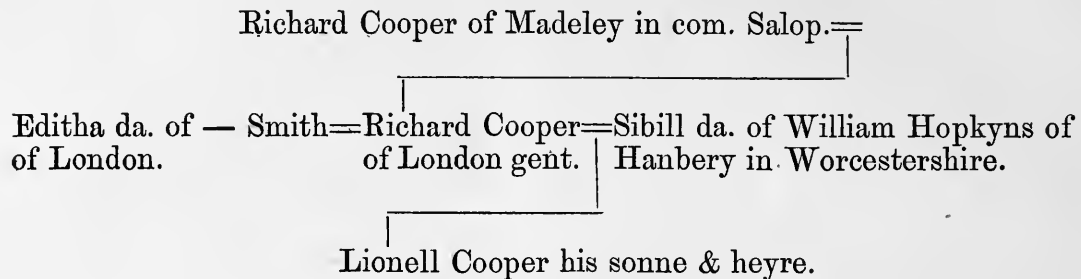 Richard Cooper of Madeley in com. Salop.=
Editha da. of — Smith=Richard Cooper=Sibill da. of William Hopkyns of
of London. of London gent. Hanbery in Worcestershire.
Lionell Cooper his sonne & heyre.